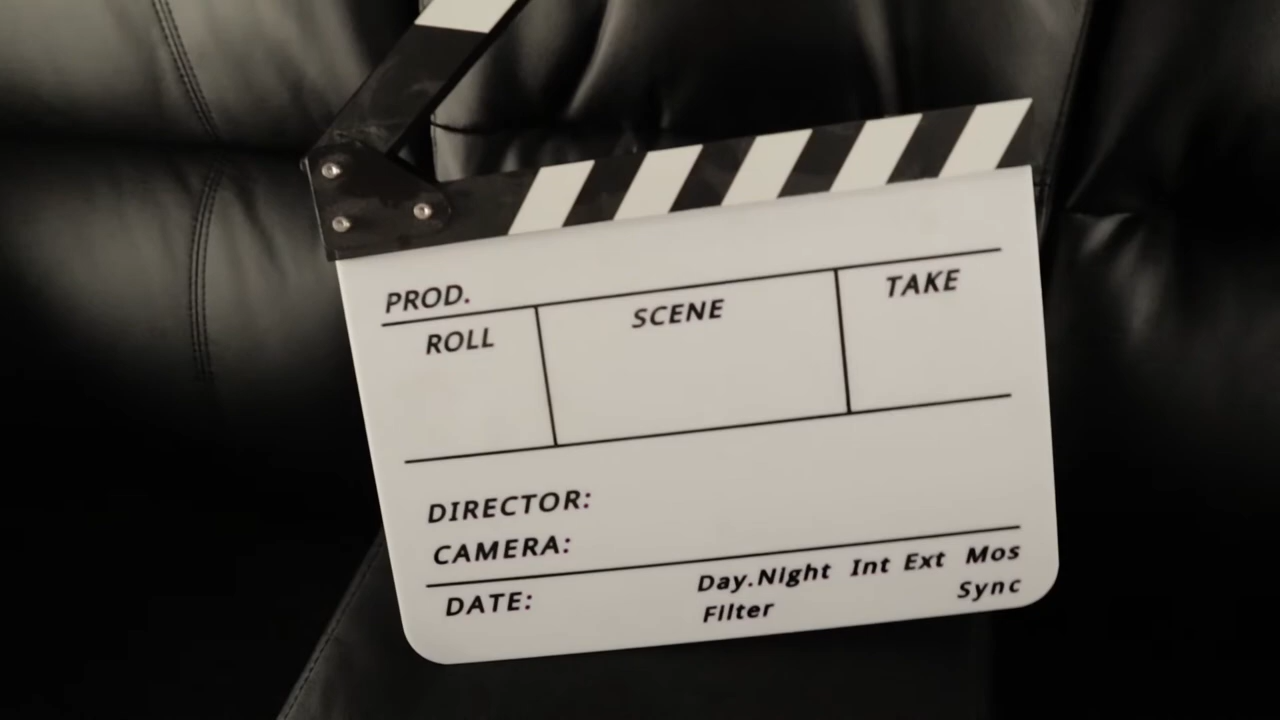 PROD.
ROLL SCENE TAKE
DIRECTOR:
CAMERA:
DATE: Day.Night Int Ext Mos
Filter Sync